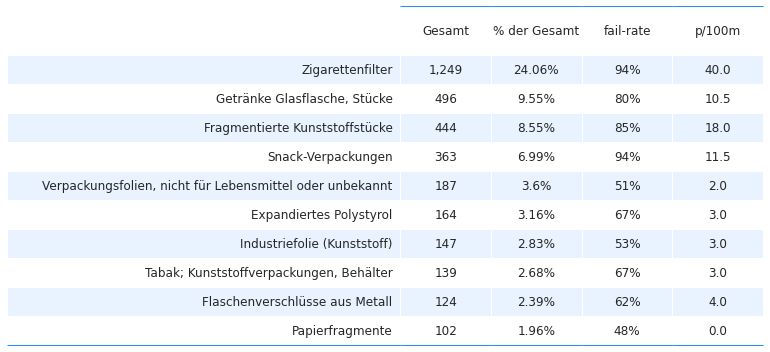 Gesamt % der Gesamt fail-rate p/100m
Zigarettenfilter 1,249 24.06% 94% 40.0
Getränke Glasflasche, Stücke 496 9.55% 80% 10.5
Fragmentierte Kunststoffstücke 444 8.55% 85% 18.0
Snack-Verpackungen 363 6.99% 94% 11.5
Verpackungsfolien, nicht für Lebensmittel oder unbekannt 187 3.6% 51% 2.0
Expandiertes Polystyrol 164 3.16% 67% 3.0
Industriefolie (Kunststoff) 147 2.83% 53% 3.0
Tabak; Kunststoffverpackungen, Behälter 139 2.68% 67% 3.0
Flaschenverschlüsse aus Metall 124 2.39% 62% 4.0
Papierfragmente 102 1.96% 48% 0.0